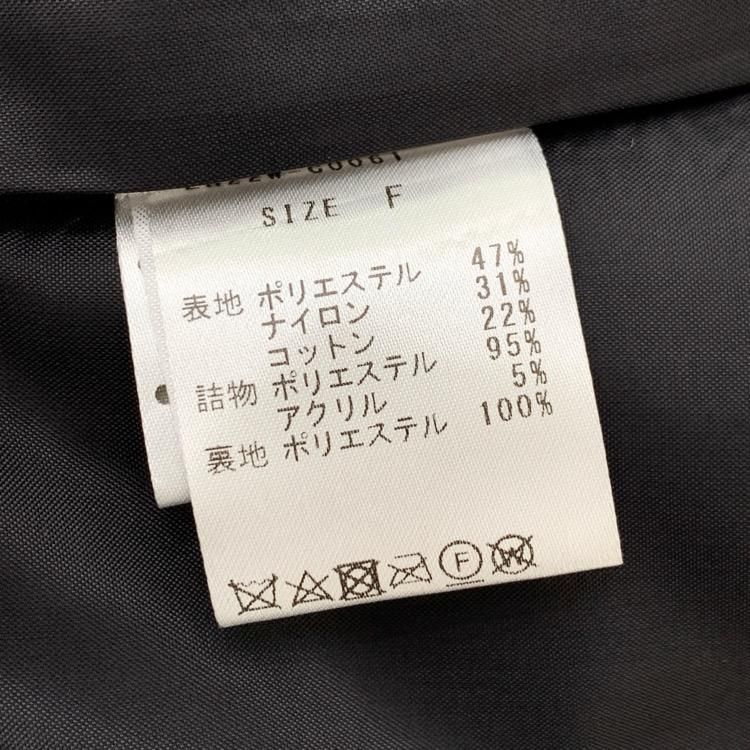 SIZE F
表地 ポリエステル 47%
ナイロン 31%
コットン 22%
詰物 ポリエステル 95%
アクリル 5%
裏地 ポリエステル 100%
F
W